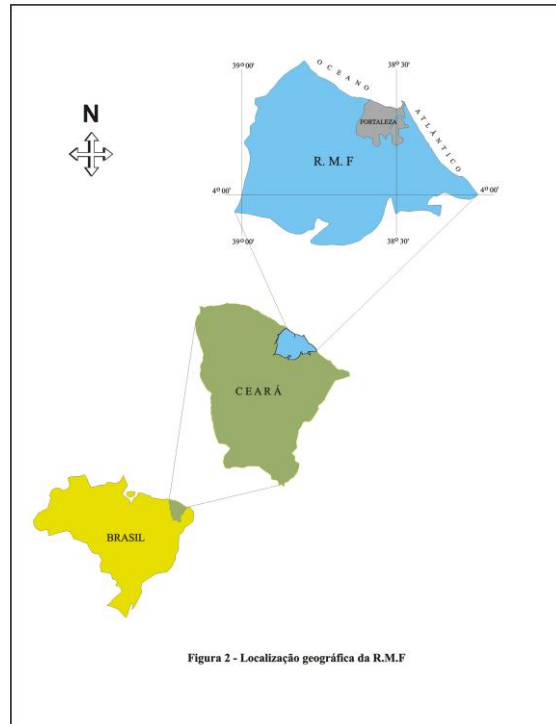 39º 00'
38º 30'
OCEANO
ATLÂNTICO
N
FORTALEZA
R. M. F
4º 00'
4º 00'
39º 00'
38º 30'
CEARÁ
BRASIL
Figura 2 - Localização geográfica da R.M.F